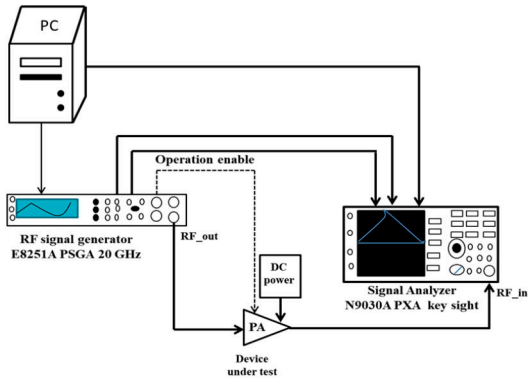 PC
Operation enable
RF signal generator
E8251A PSGA 20 GHz
RF_out
DC
power
PA
Device
under test
Signal Analyzer
N9030A PXA key sight
RF_in